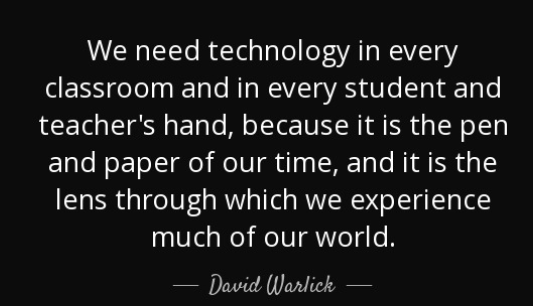 We need technology in every
classroom and in every student and
teacher's hand, because it is the pen
and paper of our time, and it is the
lens through which we experience
much of our world.
— David Warlick —